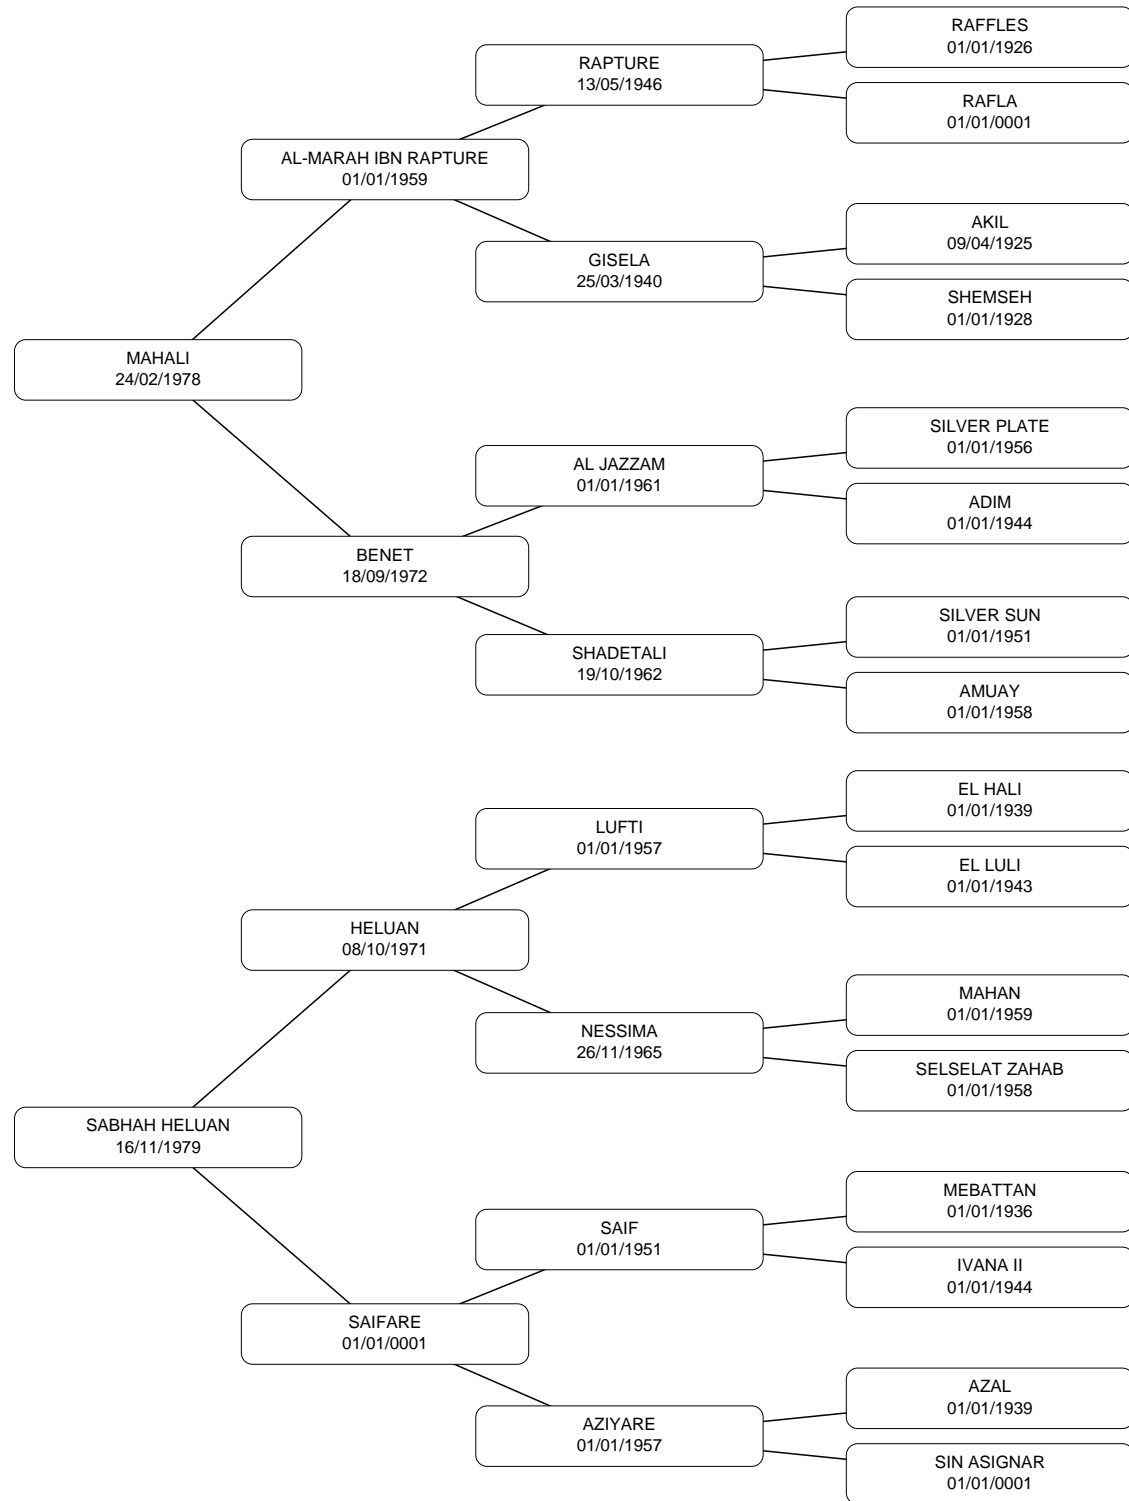 RAFFLES
01/01/1926
RAPTURE
13/05/1946
RAFLA
01/01/0001
AL-MARAH IBN RAPTURE
01/01/1959
AKIL
09/04/1925
GISELA
25/03/1940
SHEMSEH
01/01/1928
MAHALI
24/02/1978
SILVER PLATE
01/01/1956
AL JAZZAM
01/01/1961
ADIM
01/01/1944
BENET
18/09/1972
SILVER SUN
01/01/1951
SHADETALI
19/10/1962
AMUAY
01/01/1958
EL HALI
01/01/1939
LUFTI
01/01/1957
EL LULI
01/01/1943
HELUAN
08/10/1971
MAHAN
01/01/1959
NESSIMA
26/11/1965
SELSELAT ZAHAB
01/01/1958
SABHAH HELUAN
16/11/1979
MEBATTAN
01/01/1936
SAIF
01/01/1951
IVANA II
01/01/1944
SAIFARE
01/01/0001
AZAL
01/01/1939
AZIYARE
01/01/1957
SIN ASIGNAR
01/01/0001